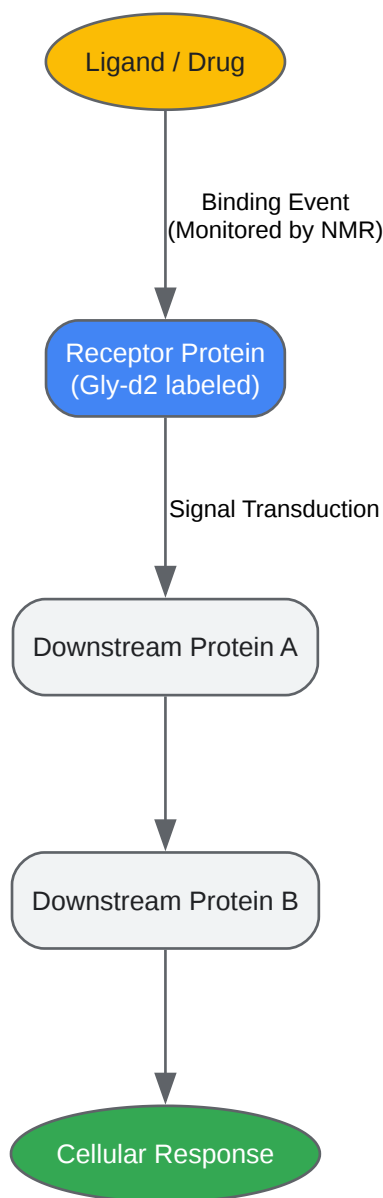 Ligand / Drug
Binding Event
(Monitored by NMR)
Receptor Protein
(Gly-d2 labeled)
Signal Transduction
Downstream Protein A
Downstream Protein B
Cellular Response